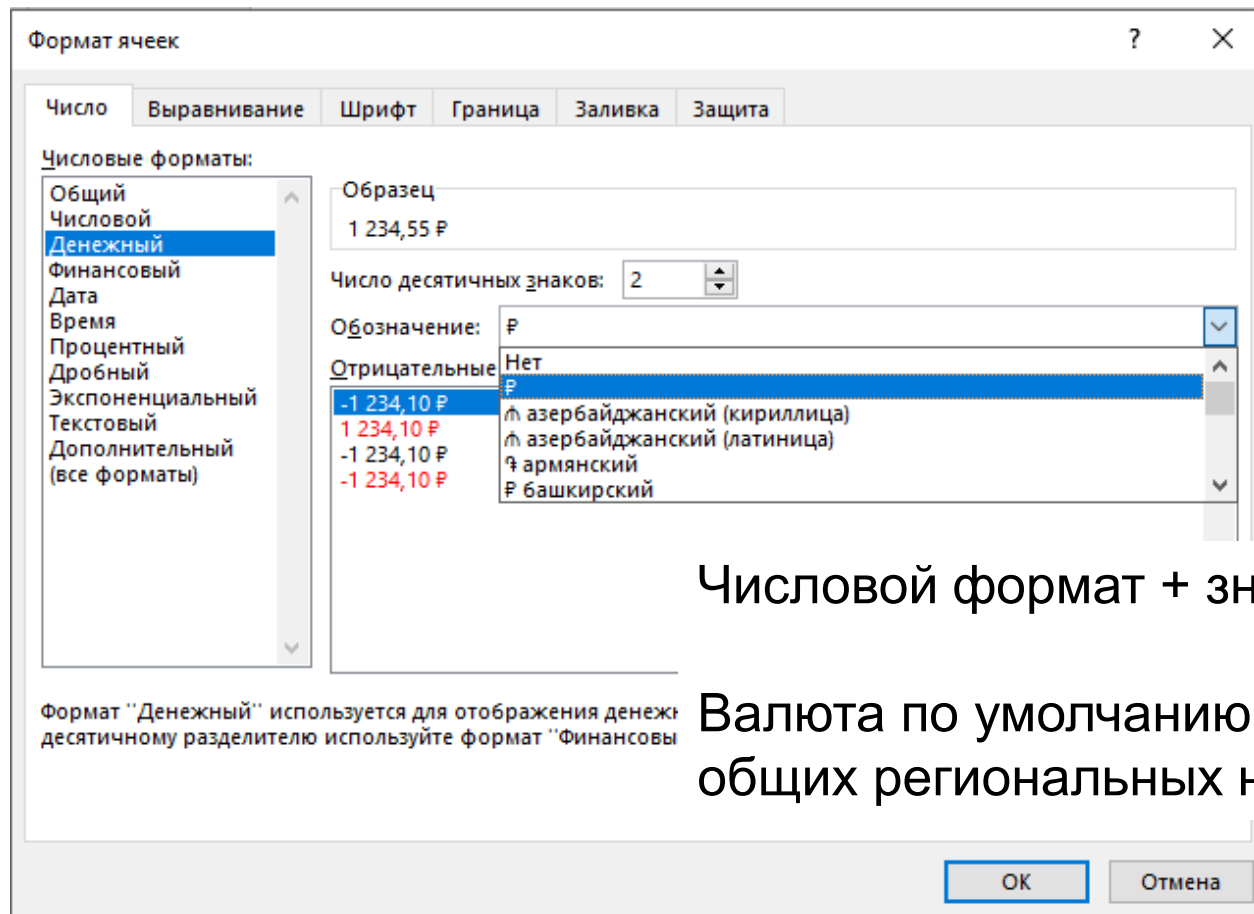 Формат ячеек
?
Число Выравнивание Шрифт Граница Заливка Защита
Числовые форматы:
Общий
Числовой
Денежный
Финансовый
Дата
Время
Процентный
Дробный
Экспоненциальный
Текстовый
Дополнительный
(все форматы)
Образец
1 234,55 ₽
Число десятичных знаков: 2
Обозначение: ₽
Нет
₽
₼ азербайджанский (кириллица)
₼ азербайджанский (латиница)
֏ армянский
₽ башкирский
Отрицательные
-1 234,10 ₽
1 234,10 ₽
-1 234,10 ₽
-1 234,10 ₽
Числовой формат + зн
Формат "Денежный" используется для отображения денежн
десятичному разделителю используйте формат "Финансовы
Валюта по умолчанию
общих региональных н
ОК Отмена